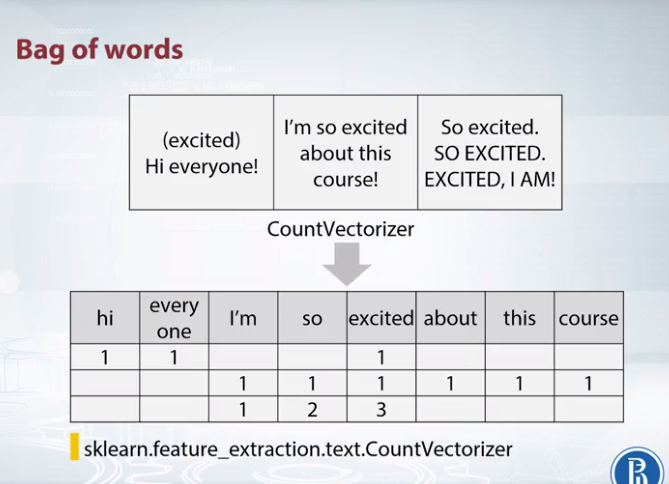 Bag of words
(excited)
Hi everyone!
I'm so excited
about this
course!
So excited.
SO EXCITED.
EXCITED, I AM!
CountVectorizer
hi every one I'm so excited about this course
1 1 1
1 1 1 1 1 1
1 2 3
sklearn.feature_extraction.text.CountVectorizer